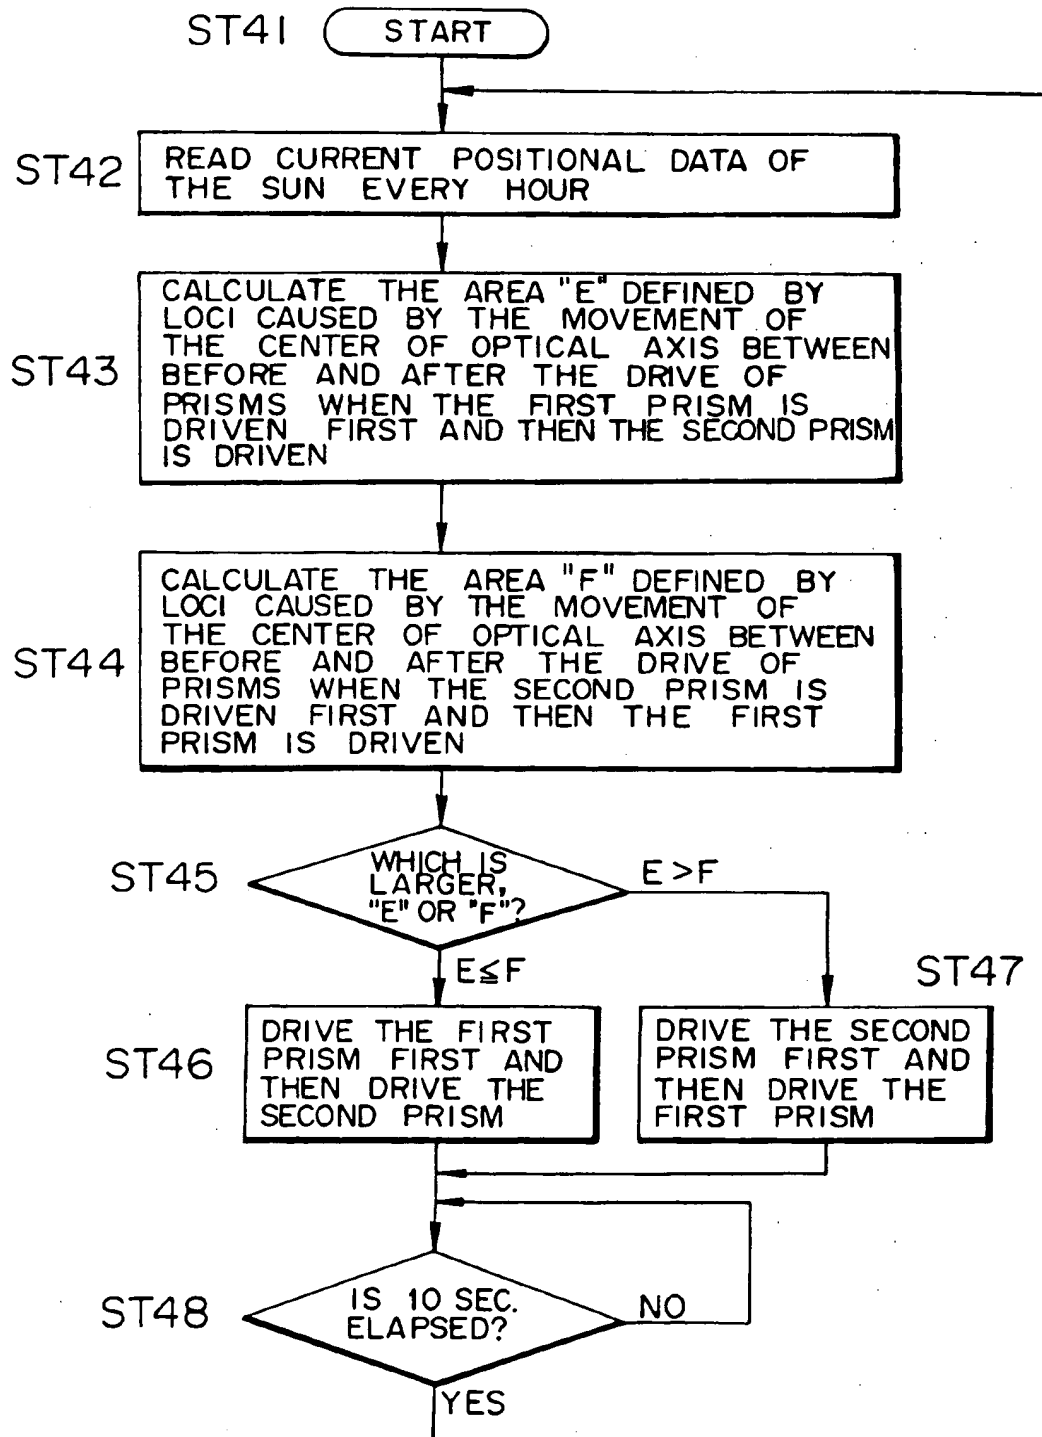 ST41
START
ST42
READ CURRENT POSITIONAL DATA OF
THE SUN EVERY HOUR
ST43
CALCULATE THE AREA "E" DEFINED BY
LOCI CAUSED BY THE MOVEMENT OF
THE CENTER OF OPTICAL AXIS BETWEEN
BEFORE AND AFTER THE DRIVE OF
PRISMS WHEN THE FIRST PRISM IS
DRIVEN FIRST AND THEN THE SECOND PRISM
IS DRIVEN
ST44
CALCULATE THE AREA "F" DEFINED BY
LOCI CAUSED BY THE MOVEMENT OF
THE CENTER OF OPTICAL AXIS BETWEEN
BEFORE AND AFTER THE DRIVE OF
PRISMS WHEN THE SECOND PRISM IS
DRIVEN FIRST AND THEN THE FIRST
PRISM IS DRIVEN
ST45
WHICH IS
LARGER,
"E" OR "F"?
E>F
E≦F
ST47
ST46
DRIVE THE FIRST
PRISM FIRST AND
THEN DRIVE THE
SECOND PRISM
DRIVE THE SECOND
PRISM FIRST AND
THEN DRIVE THE
FIRST PRISM
ST48
IS 10 SEC.
ELAPSED?
NO
YES